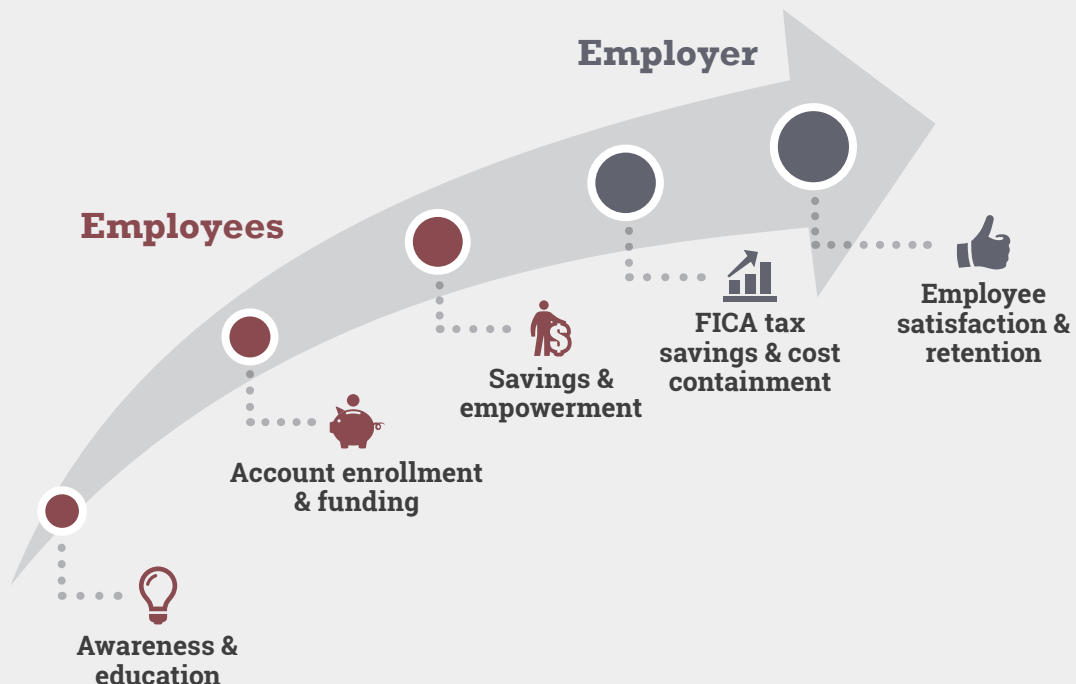 Employer
Employees
Awareness &
education
Account enrollment
& funding
Savings &
empowerment
FICA tax
savings & cost
containment
Employee
satisfaction &
retention